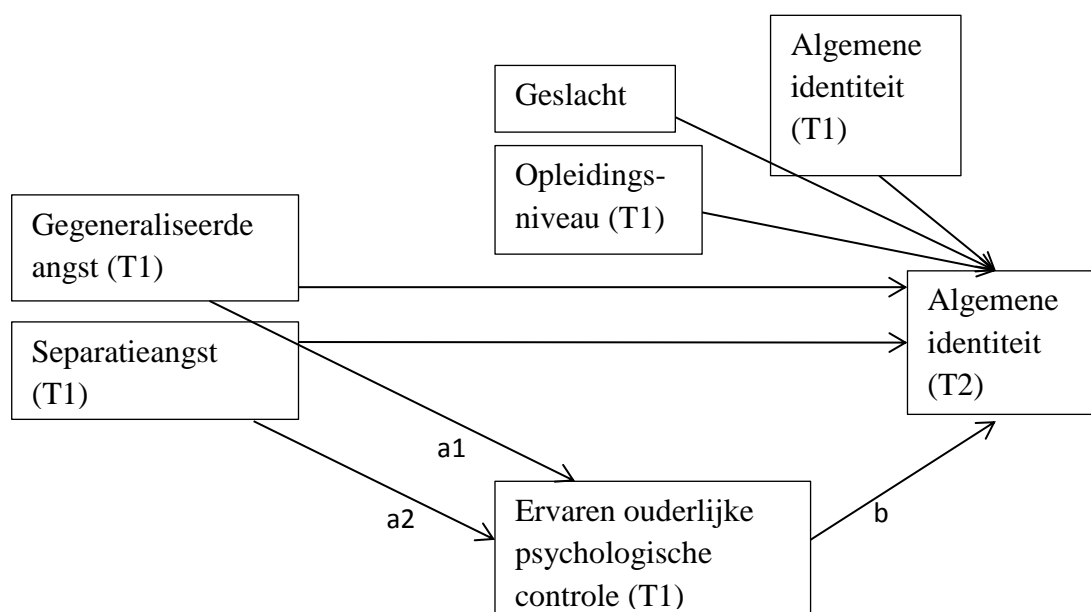 Algemene
identiteit
(T1)
Geslacht
Opleidings-
niveau (T1)
Gegeneraliseerde
angst (T1)
Separatieangst
(T1)
Algemene
identiteit
(T2)
a1
a2
b
Ervaren ouderlijke
psychologische
controle (T1)